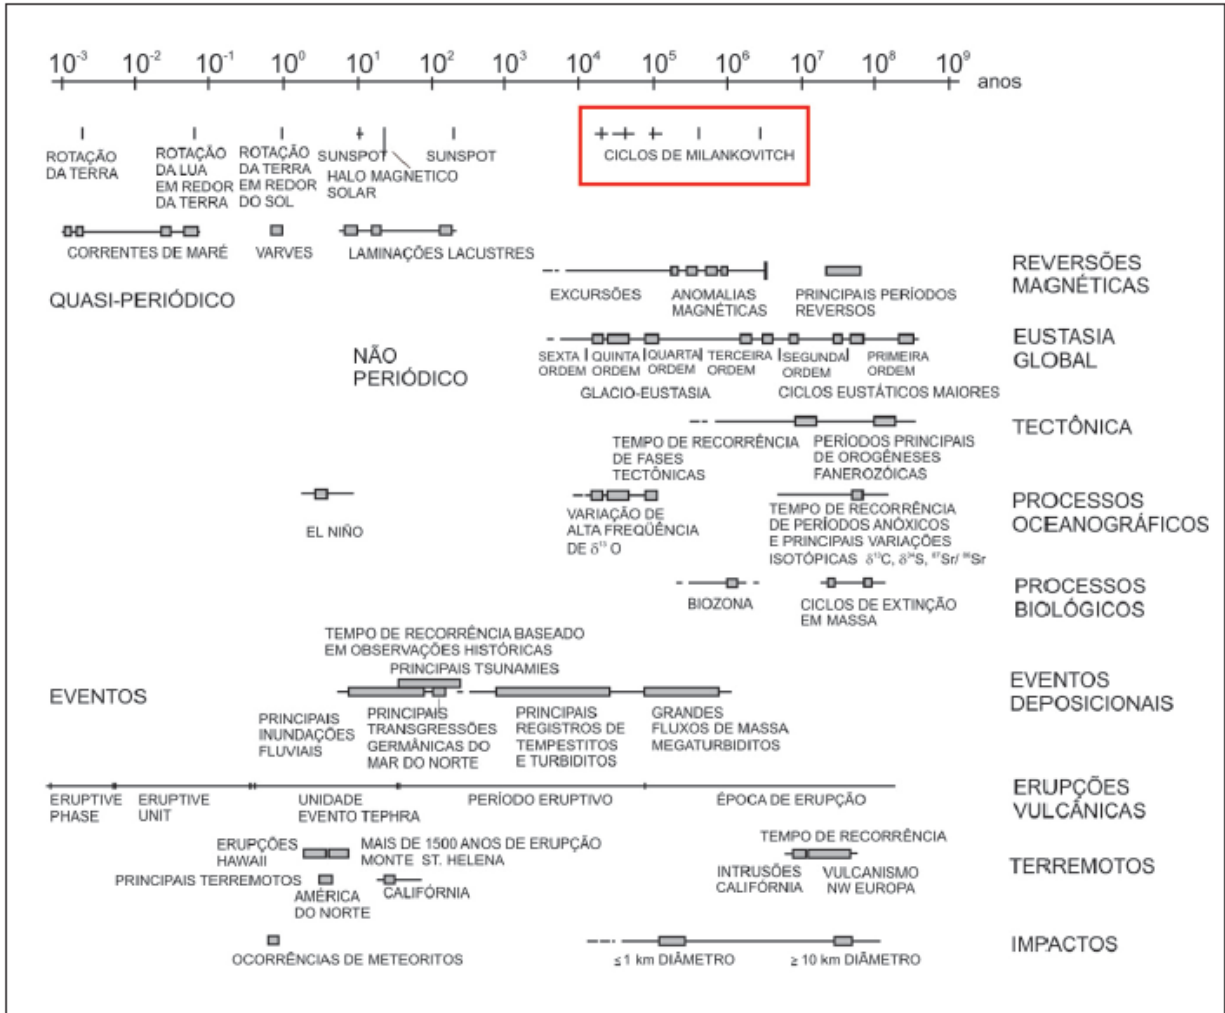 10-3 10-2 10-1 100 101 102 104 105 106 107 108 109
anos
ROTAÇÃO
DA TERRA
ROTAÇÃO
DA LUA
EM REDOR
DA TERRA
ROTAÇÃO
DA TERRA
EM REDOR
DO SOL
SUNSPOT
HALO MAGNETICO
SOLAR
SUNSPOT
CICLOS DE MILANKOVITCH
CORRENTES DE MARÉ
VARVES
LAMINAÇÕES LACUSTRES
QUASI-PERIÓDICO
EXCURSÕES
ANOMALIAS
MAGNÉTICAS
PRINCIPAIS PERÍODOS
REVERSOS
REVERSÕES
MAGNÉTICAS
NÃO
PERIÓDICO
SEXTA
ORDEM
QUINTA
ORDEM
QUARTA
ORDEM
TERCEIRA
ORDEM
SEGUNDA
ORDEM
PRIMEIRA
ORDEM
GLACIO-EUSTASIA
CICLOS EUSTÁTICOS MAIORES
EUSTASIA
GLOBAL
TEMPO DE RECORRÊNCIA
DE FASES
TECTÔNICAS
PERÍODOS PRINCIPAIS
DE OROGÊNESES
FANEROZÓICAS
TECTÔNICA
EL NIÑO
VARIAÇÃO DE
ALTA FREQÜÊNCIA
DE δ O
TEMPO DE RECORRÊNCIA
DE PERÍODOS ANÓXICOS
E PRINCIPAIS VARIAÇÕES
ISOTÓPICAS δ13C, δ34S, 87Sr/ 86Sr
PROCESSOS
OCEANOGRÁFICOS
BIOZONA
CICLOS DE EXTINÇÃO
EM MASSA
PROCESSOS
BIOLÓGICOS
TEMPO DE RECORRÊNCIA BASEADO
EM OBSERVAÇÕES HISTÓRICAS
PRINCIPAIS TSUNAMIES
EVENTOS
PRINCIPAIS
INUNDAÇÕES
FLUVIAIS
PRINCIPAIS
TRANSGRESSÕES
GERMÂNICAS DO
MAR DO NORTE
PRINCIPAIS
REGISTROS DE
TEMPESTITOS
E TURBIDITOS
GRANDES
FLUXOS DE MASSA
MEGATURBIDITOS
EVENTOS
DEPOSICIONAIS
ERUPTIVE
PHASE
ERUPTIVE
UNIT
UNIDADE
EVENTO TEPHRA
PERÍODO ERUPTIVO
ÉPOCA DE ERUPÇÃO
ERUPÇÕES
VULCÂNICAS
ERUPÇÕES
HAWAII
MAIS DE 1500 ANOS DE ERUPÇÃO
MONTE ST. HELENA
TEMPO DE RECORRÊNCIA
INTRUSÕES
CALIFÓRNIA
VULCANISMO
NW EUROPA
PRINCIPAIS TERREMOTOS
AMÉRICA
DO NORTE
CALIFÓRNIA
TERREMOTOS
OCORRÊNCIAS DE METEORITOS
≤ 1 km DIÂMETRO
≥ 10 km DIÂMETRO
IMPACTOS